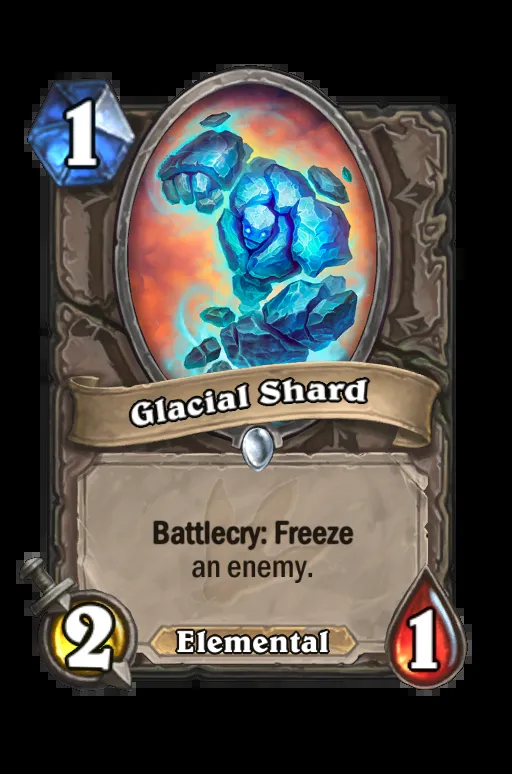 1
Glacial Shard
Battlecry: Freeze
an enemy.
2
Elemental
1